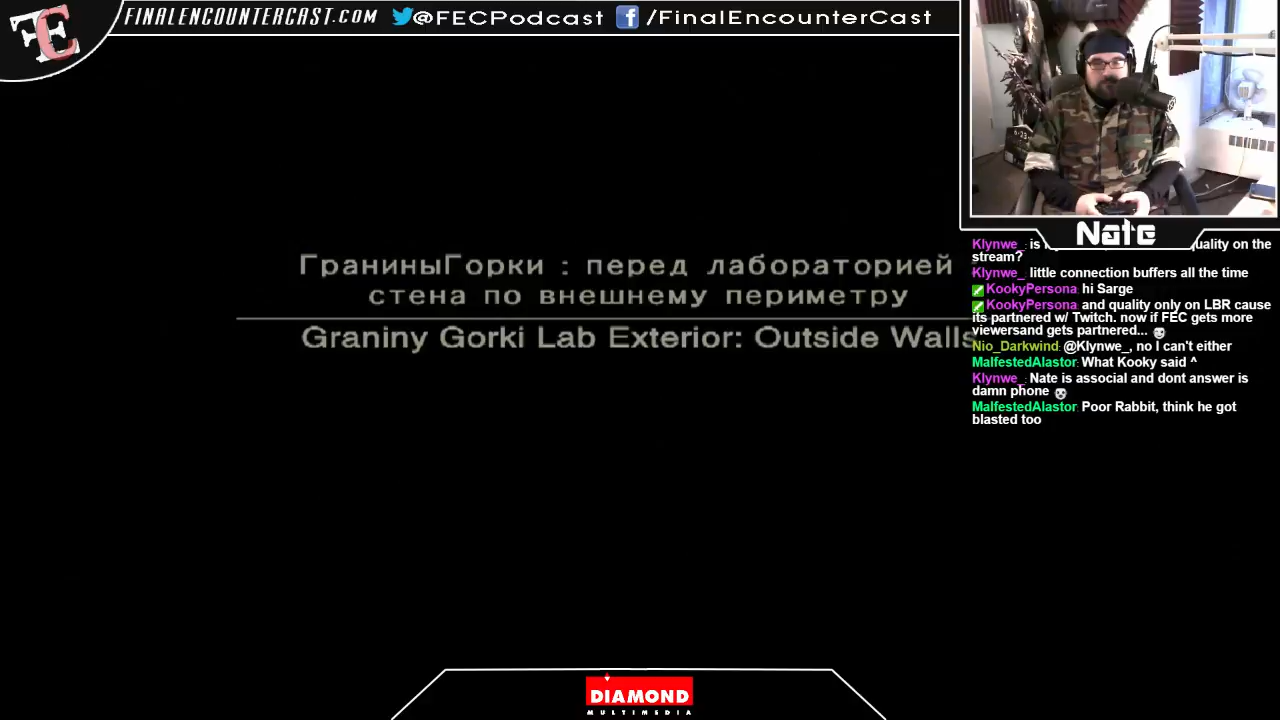 FINALENCOUNTERCAST.COM @FECPodcast /FinalEncounterCast
FEC
ГраниныГорки : перед лабораторией
стена по внешнему периметру
Graniny Gorki Lab Exterior: Outside Walls
Nate
Klynwe_: is uality on the
stream?
Klynwe_: little connection buffers all the time
KookyPersona: hi Sarge
KookyPersona: and quality only on LBR cause
its partnered w/ Twitch. now if FEC gets more
viewersand gets partnered...
Nio_Darkwind: @Klynwe_, no I can't either
MalfestedAlastor: What Kooky said ^
Klynwe_: Nate is associal and dont answer is
damn phone
MalfestedAlastor: Poor Rabbit, think he got
blasted too
DIAMOND
MULTIMEDIA